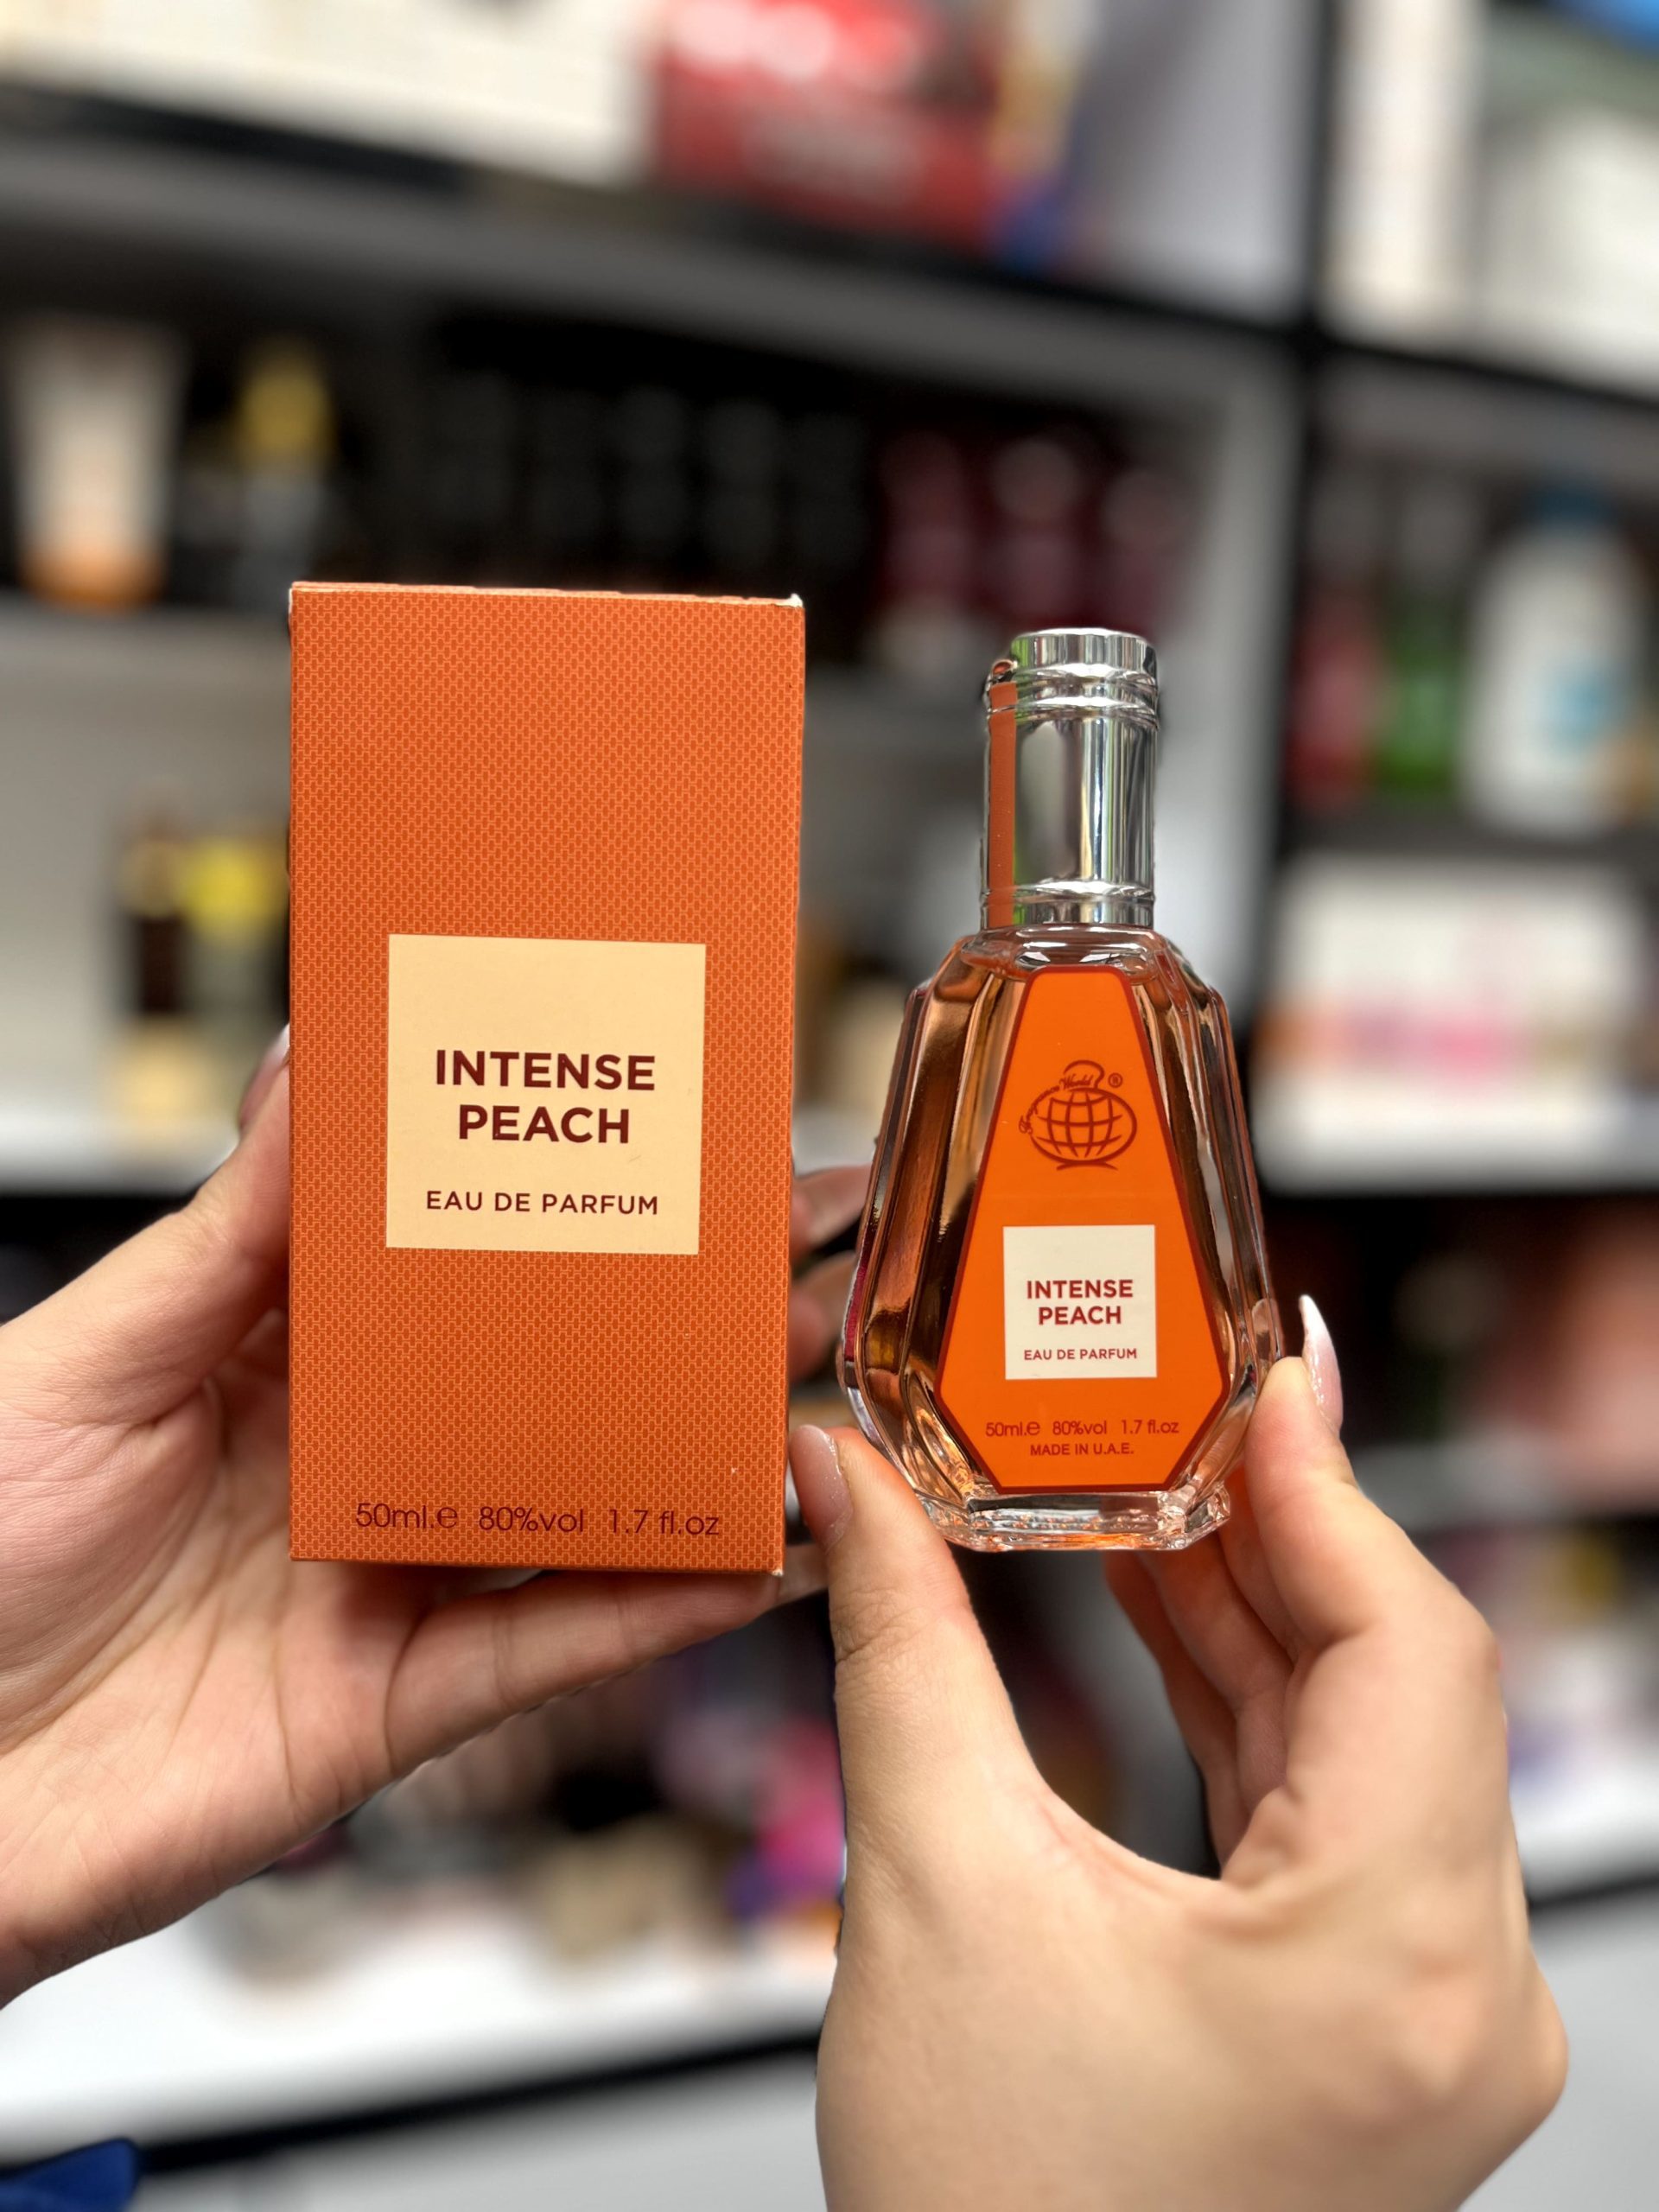 INTENSE
PEACH
EAU DE PARFUM
50ml.e 80%vol 1.7 fl.oz
World ®
INTENSE
PEACH
EAU DE PARFUM
50ml.e 80%vol 1.7 fl.oz
MADE IN U.A.E.